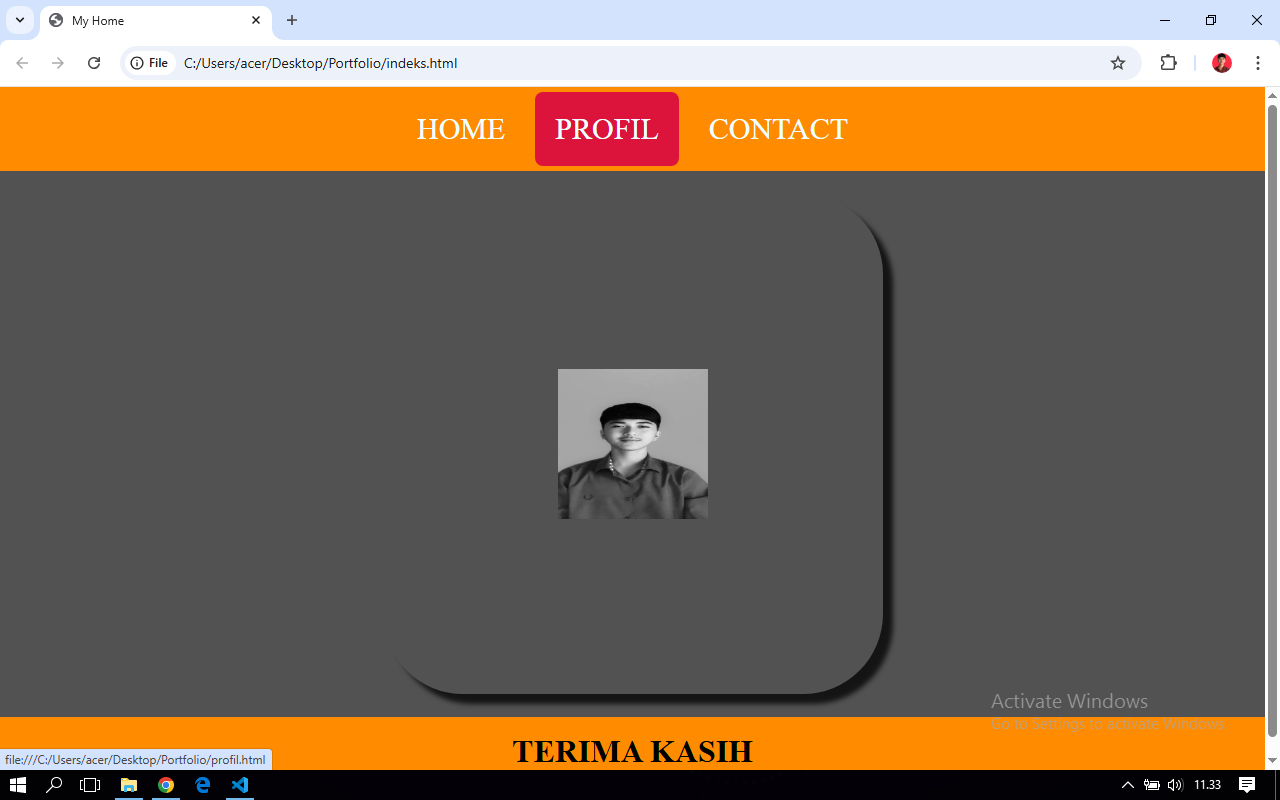 My Home
File
C:/Users/acer/Desktop/Portfolio/indeks.html
HOME PROFIL CONTACT
Activate Windows
Go to Settings to activate Windows.
TERIMA KASIH
file:///C:/Users/acer/Desktop/Portfolio/profil.html
11.33